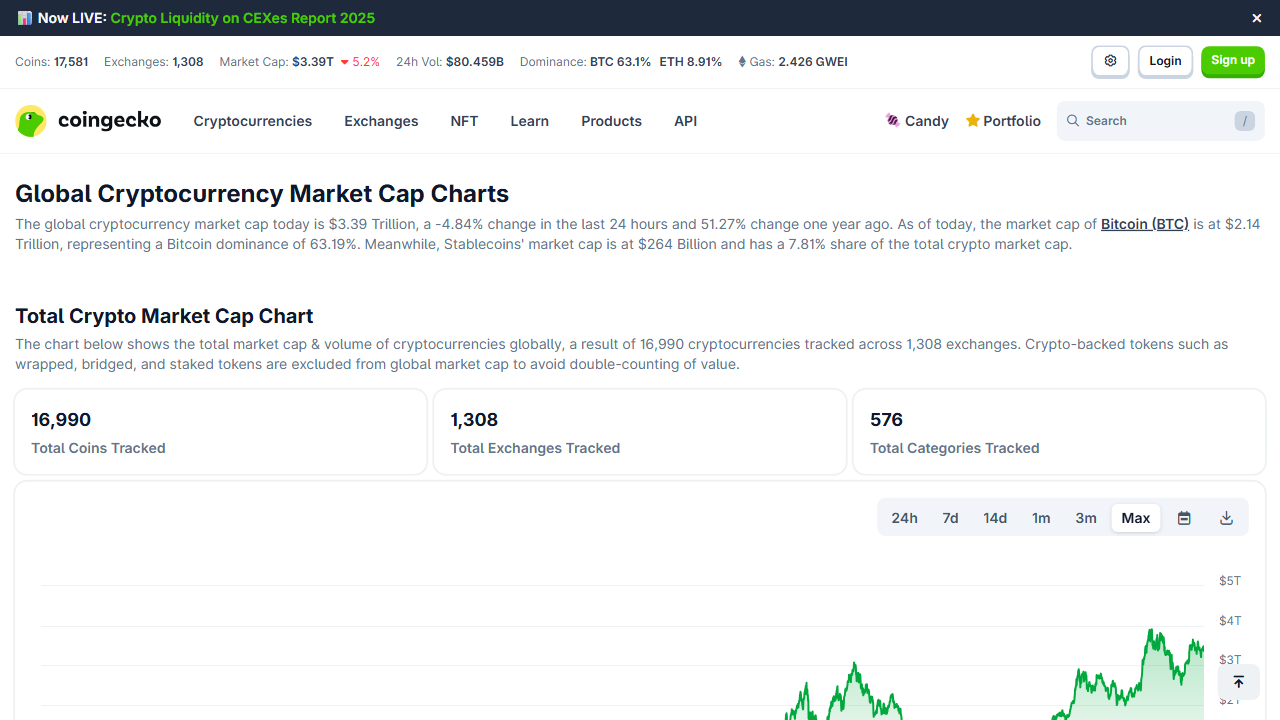 Now LIVE: Crypto Liquidity on CEXes Report 2025
Coins: 17,581 Exchanges: 1,308 Market Cap: $3.39T 5.2% 24h Vol: $80.459B Dominance: BTC 63.1% ETH 8.91% Gas: 2.426 GWEI
Login
Sign up
coingecko
Cryptocurrencies Exchanges NFT Learn Products API
Candy Portfolio Search /
Global Cryptocurrency Market Cap Charts
The global cryptocurrency market cap today is $3.39 Trillion, a -4.84% change in the last 24 hours and 51.27% change one year ago. As of today, the market cap of Bitcoin (BTC) is at $2.14
Trillion, representing a Bitcoin dominance of 63.19%. Meanwhile, Stablecoins' market cap is at $264 Billion and has a 7.81% share of the total crypto market cap.
Total Crypto Market Cap Chart
The chart below shows the total market cap & volume of cryptocurrencies globally, a result of 16,990 cryptocurrencies tracked across 1,308 exchanges. Crypto-backed tokens such as
wrapped, bridged, and staked tokens are excluded from global market cap to avoid double-counting of value.
16,990
Total Coins Tracked
1,308
Total Exchanges Tracked
576
Total Categories Tracked
24h 7d 14d 1m 3m Max
$5T
$4T
$3T
$2T